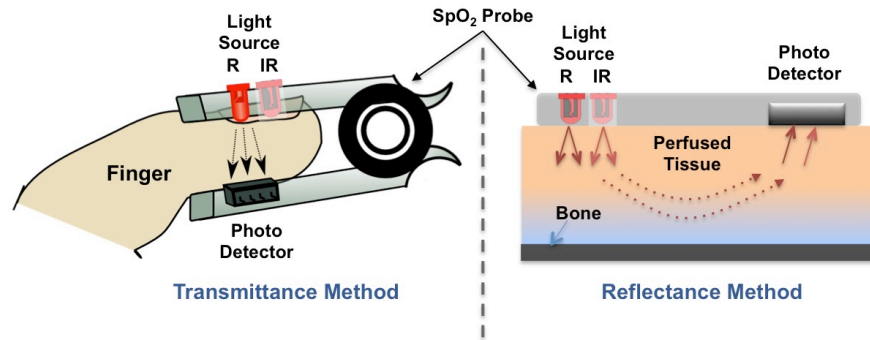 SpO₂ Probe
Light
Source
R IR
Finger
Photo
Detector
Transmittance Method
Light
Source
R IR
Photo
Detector
Perfused
Tissue
Bone
Reflectance Method